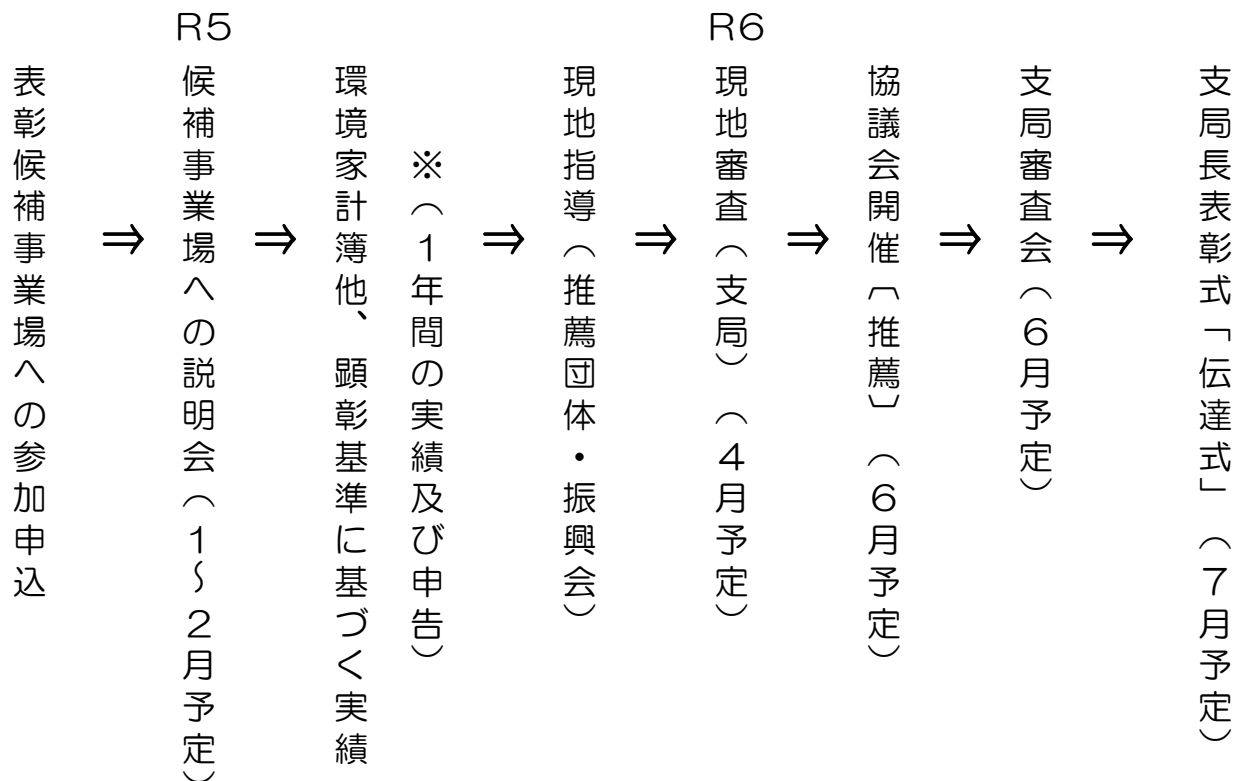 表彰候補事業場への参加申込
⇒
R5
候補事業場への説明会（1～2月予定）
⇒
環境家計簿他、顕彰基準に基づく実績
※（1年間の実績及び申告）
⇒
現地指導（推薦団体・振興会）
⇒
R6
現地審査（支局）（4月予定）
⇒
協議会開催〔推薦〕（6月予定）
⇒
支局審査会（6月予定）
⇒
支局長表彰式「伝達式」（7月予定）